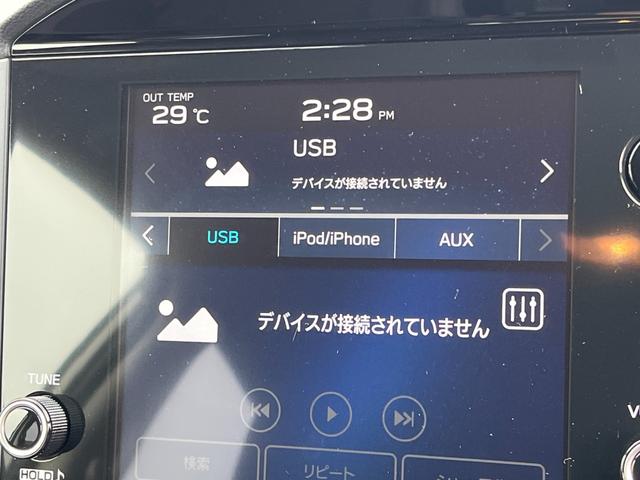 OUT TEMP
29 ℃
2:28 PM
USB
デバイスが接続されていません
USB
iPod/iPhone
AUX
デバイスが接続されていません
TUNE
HOLD ♪
検索
リピート